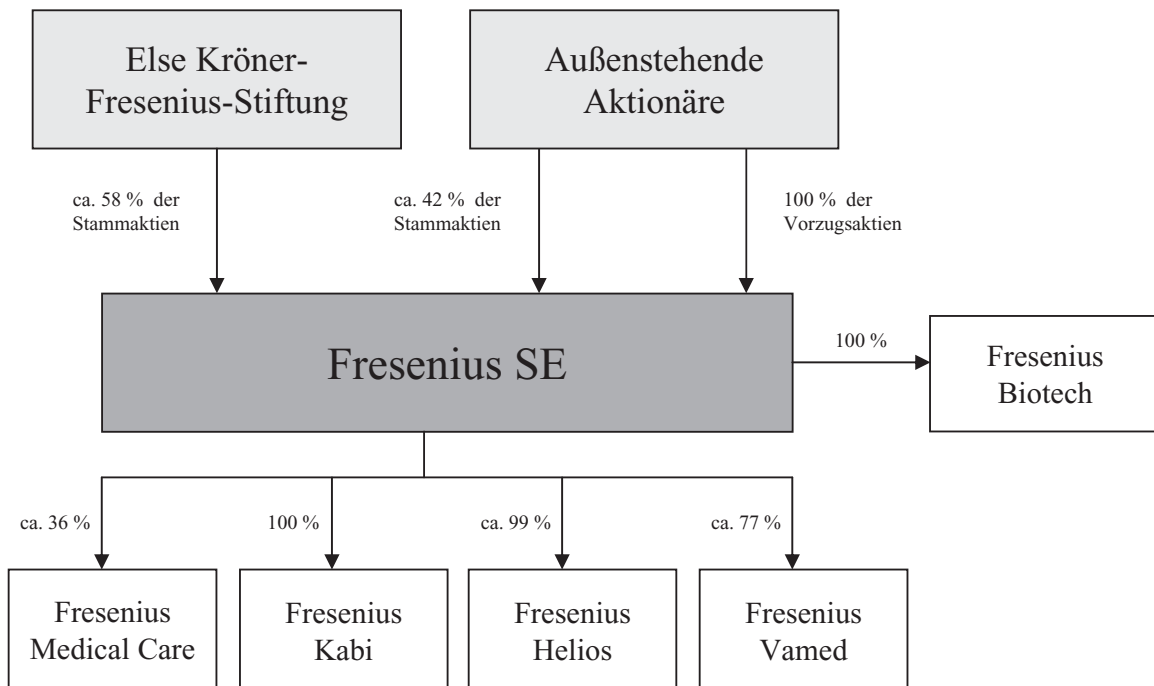 Else Kröner-
Fresenius-Stiftung
Außenstehende
Aktionäre
ca. 58 % der
Stammaktien
ca. 42 % der
Stammaktien
100 % der
Vorzugsaktien
Fresenius SE
100 %
Fresenius
Biotech
ca. 36 %
100 %
ca. 99 %
ca. 77 %
Fresenius
Medical Care
Fresenius
Kabi
Fresenius
Helios
Fresenius
Vamed